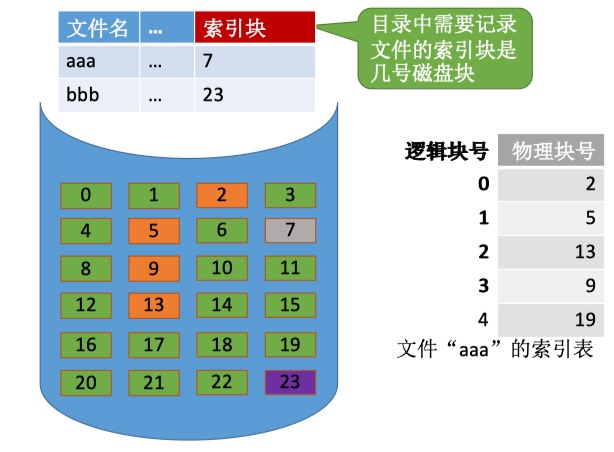 文件名 … 索引块
aaa … 7
bbb … 23
目录中需要记录
文件的索引块是
几号磁盘块
0 1 2 3
4 5 6 7
8 9 10 11
12 13 14 15
16 17 18 19
20 21 22 23
逻辑块号 物理块号
0 2
1 5
2 13
3 9
4 19
文件“aaa”的索引表